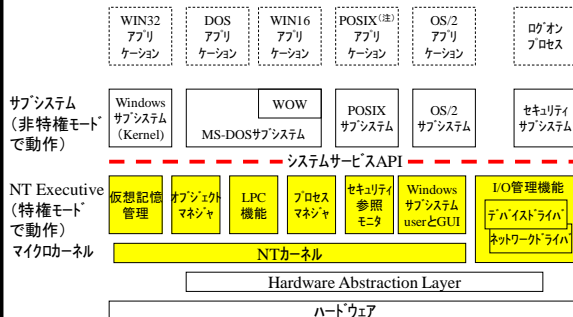 WIN32
アプリ
ケーション
DOS
アプリ
ケーション
WIN16
アプリ
ケーション
POSIX(注)
アプリ
ケーション
OS/2
アプリ
ケーション
ログオン
プロセス
サブシステム
(非特権モード
で動作)
Windows
サブシステム
(Kernel)
WOW
MS-DOSサブシステム
POSIX
サブシステム
OS/2
サブシステム
セキュリティ
サブシステム
システムサービスAPI
NT Executive
(特権モード
で動作)
マイクロカーネル
仮想記憶
管理
オブジェクト
マネジャ
LPC
機能
プロセス
マネジャ
セキュリティ
参照
モニタ
Windows
サブシステム
userとGUI
I/O管理機能
デバイスドライバ
ネットワークドライバ
NTカーネル
Hardware Abstraction Layer
ハードウェア